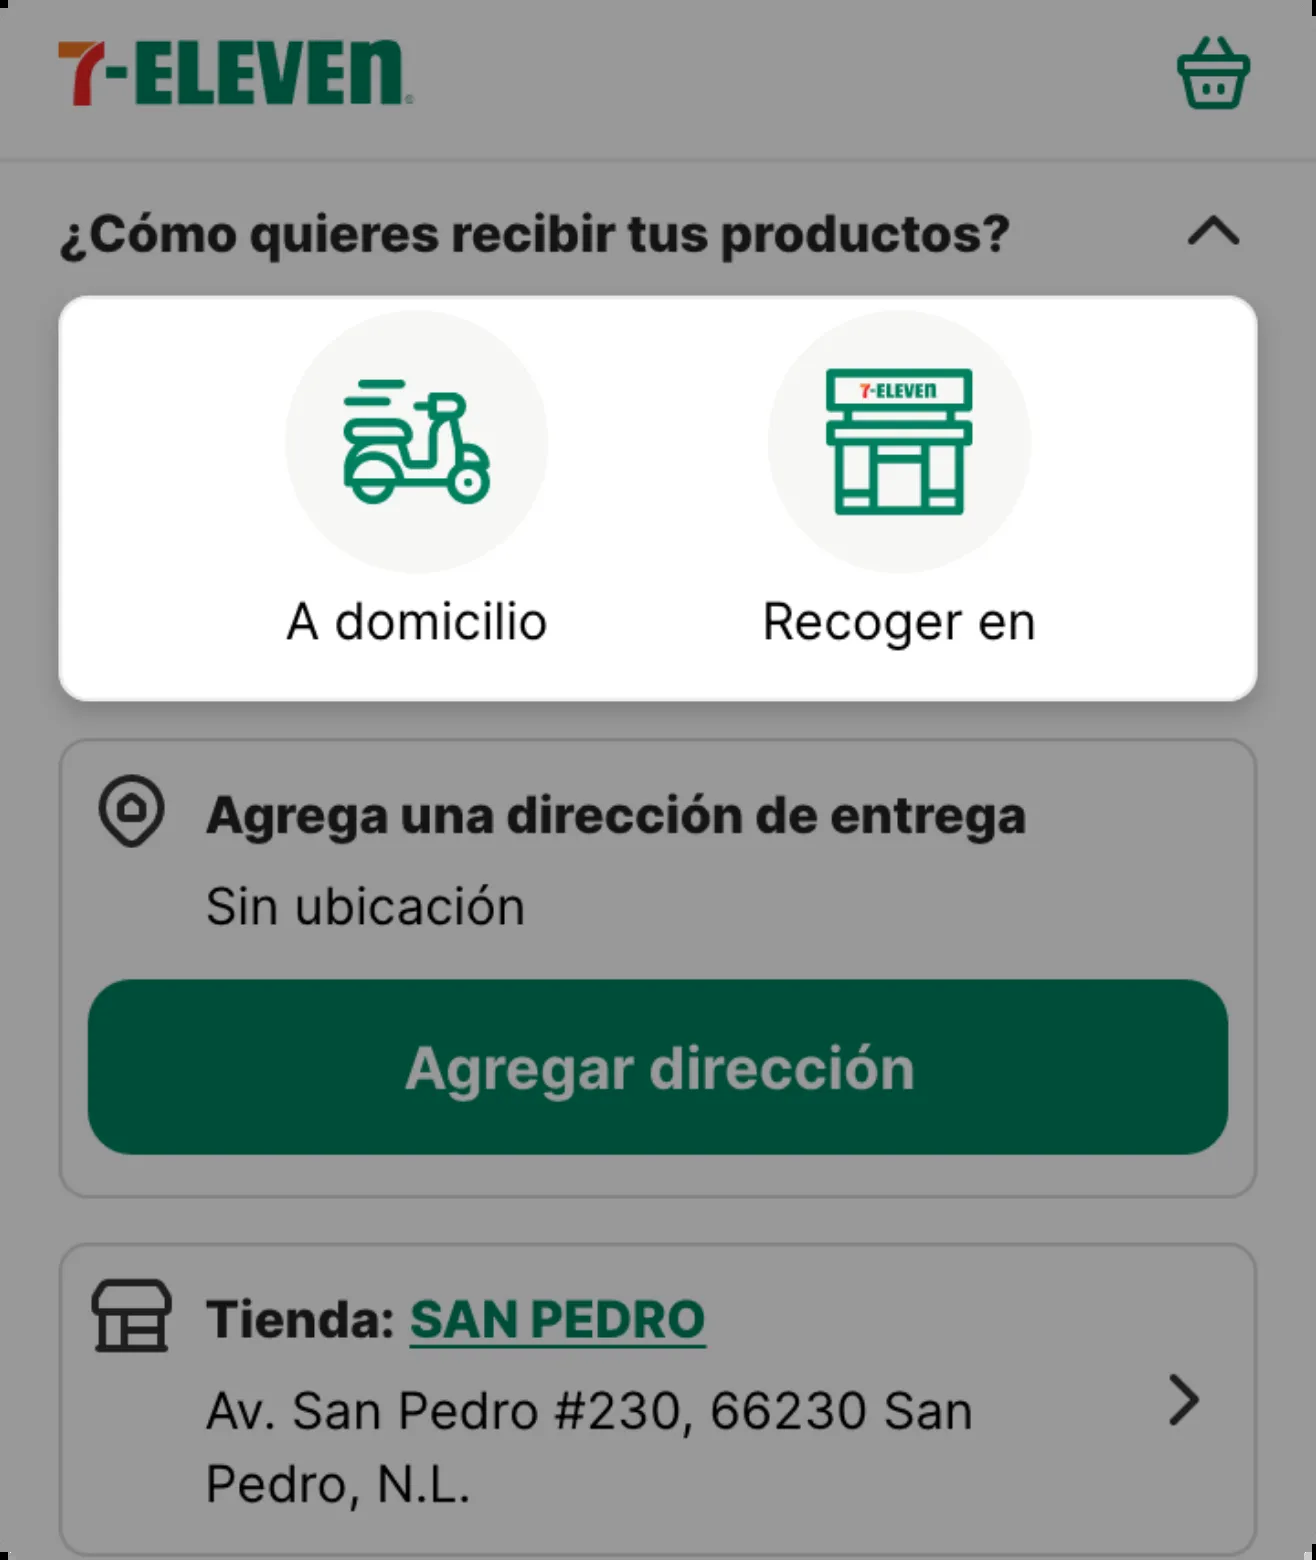 7-ELEVEN®
¿Cómo quieres recibir tus productos?
7-ELEVEN
A domicilio
Recoger en
Agrega una dirección de entrega
Sin ubicación
Agregar dirección
Tienda: SAN PEDRO
Av. San Pedro #230, 66230 San
Pedro, N.L.